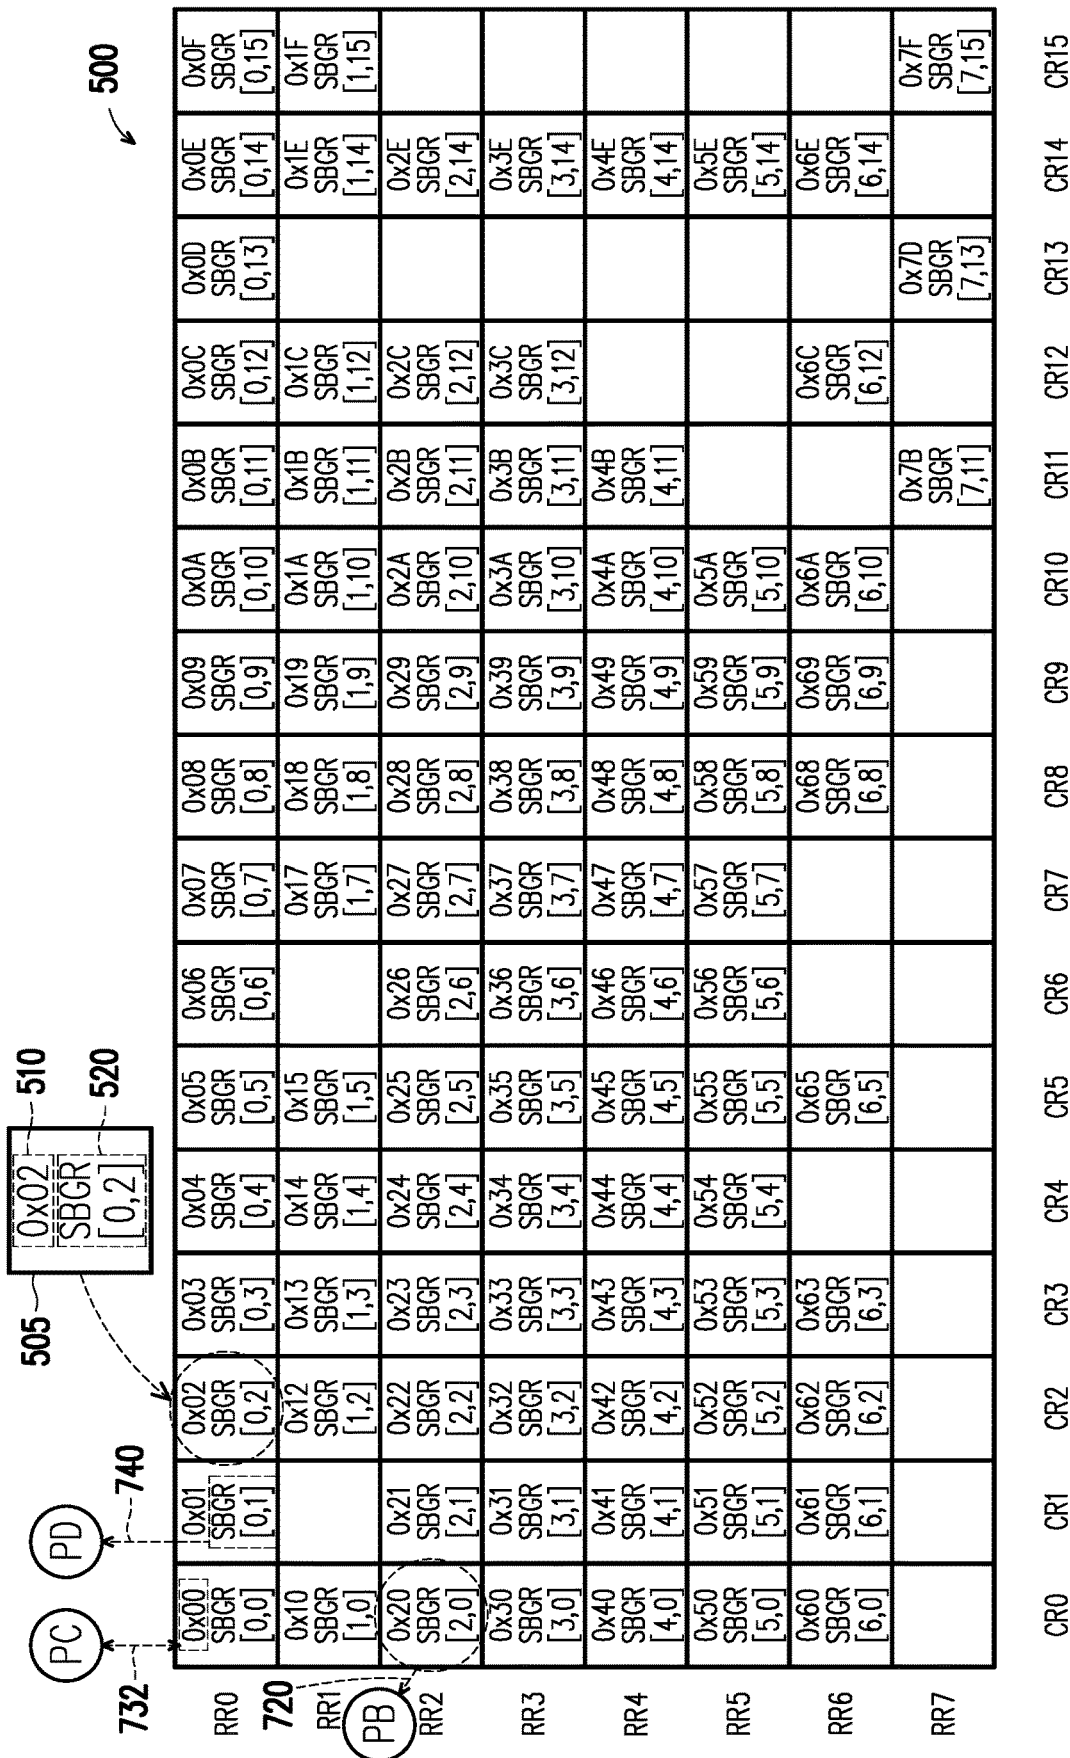 505
0x02
SBGR
[0,2]
510
520
500
PC
PD
732
740
0x00 0x01 0x02 0x03 0x04 0x05 0x06 0x07 0x08 0x09 0x0A 0x0B 0x0C 0x0D 0x0E 0x0F
RR0 SBGR SBGR SBGR SBGR SBGR SBGR SBGR SBGR SBGR SBGR SBGR SBGR SBGR SBGR SBGR SBGR
[0,0] [0,1] [0,2] [0,3] [0,4] [0,5] [0,6] [0,7] [0,8] [0,9] [0,10] [0,11] [0,12] [0,13] [0,14] [0,15]
720
0x10 0x12 0x13 0x14 0x15 0x17 0x18 0x19 0x1A 0x1B 0x1C 0x1E 0x1F
RR1 SBGR SBGR SBGR SBGR SBGR SBGR SBGR SBGR SBGR SBGR SBGR SBGR SBGR
[1,0] [1,2] [1,3] [1,4] [1,5] [1,7] [1,8] [1,9] [1,10] [1,11] [1,12] [1,14] [1,15]
PB
0x20 0x21 0x22 0x23 0x24 0x25 0x26 0x27 0x28 0x29 0x2A 0x2B 0x2C 0x2E
RR2 SBGR SBGR SBGR SBGR SBGR SBGR SBGR SBGR SBGR SBGR SBGR SBGR SBGR SBGR
[2,0] [2,1] [2,2] [2,3] [2,4] [2,5] [2,6] [2,7] [2,8] [2,9] [2,10] [2,11] [2,12] [2,14]
0x30 0x31 0x32 0x33 0x34 0x35 0x36 0x37 0x38 0x39 0x3A 0x3B 0x3C 0x3E
RR3 SBGR SBGR SBGR SBGR SBGR SBGR SBGR SBGR SBGR SBGR SBGR SBGR SBGR SBGR
[3,0] [3,1] [3,2] [3,3] [3,4] [3,5] [3,6] [3,7] [3,8] [3,9] [3,10] [3,11] [3,12] [3,14]
0x40 0x41 0x42 0x43 0x44 0x45 0x46 0x47 0x48 0x49 0x4A 0x4B 0x4E
RR4 SBGR SBGR SBGR SBGR SBGR SBGR SBGR SBGR SBGR SBGR SBGR SBGR SBGR
[4,0] [4,1] [4,2] [4,3] [4,4] [4,5] [4,6] [4,7] [4,8] [4,9] [4,10] [4,11] [4,14]
0x50 0x51 0x52 0x53 0x54 0x55 0x56 0x57 0x58 0x59 0x5A 0x5E
RR5 SBGR SBGR SBGR SBGR SBGR SBGR SBGR SBGR SBGR SBGR SBGR SBGR
[5,0] [5,1] [5,2] [5,3] [5,4] [5,5] [5,6] [5,7] [5,8] [5,9] [5,10] [5,14]
0x60 0x61 0x62 0x63 0x65 0x68 0x69 0x6A 0x6C 0x6E
RR6 SBGR SBGR SBGR SBGR SBGR SBGR SBGR SBGR SBGR SBGR
[6,0] [6,1] [6,2] [6,3] [6,5] [6,8] [6,9] [6,10] [6,12] [6,14]
0x7B 0x7D 0x7F
RR7 SBGR SBGR SBGR
[7,11] [7,13] [7,15]
CR0 CR1 CR2 CR3 CR4 CR5 CR6 CR7 CR8 CR9 CR10 CR11 CR12 CR13 CR14 CR15